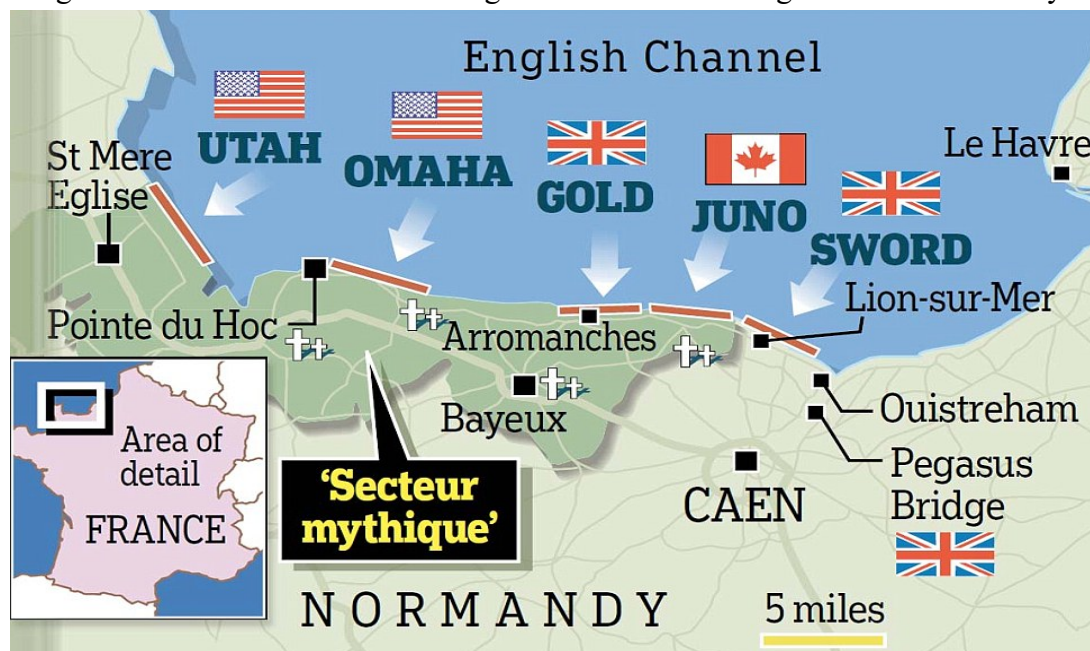 English Channel
UTAH
OMAHA
GOLD
JUNO
SWORD
Le Havre
St Mere
Eglise
Pointe du Hoc
Arromanches
Lion-sur-Mer
Bayeux
Ouistreham
Pegasus
Bridge
CAEN
'Secteur
mythique'
Area of
detail
FRANCE
NORMANDY
5 miles